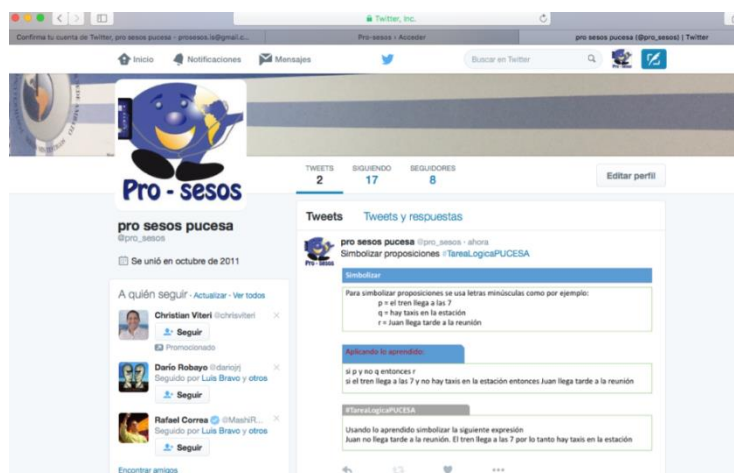 Twitter, Inc.
Confirma tu cuenta de Twitter, pro sesos pucesa - prosesos.is@gmail.c...
Pro-sesos › Acceder
pro sesos pucesa (@pro_sesos) | Twitter
Inicio
Notificaciones
Mensajes
Buscar en Twitter
Pro - sesos
TWEETS
2
SIGUIENDO
17
SEGUIDORES
8
Editar perfil
pro sesos pucesa
@pro_sesos
Se unió en octubre de 2011
A quién seguir · Actualizar · Ver todos
Christian Viteri @chrisviteri
Seguir
Promocionado
Darío Robayo @dariojrj
Seguido por Luis Bravo y otros
Seguir
Rafael Correa @MashiR...
Seguido por Luis Bravo y otros
Seguir
Encontrar amigos
Tweets
Tweets y respuestas
pro sesos pucesa @pro_sesos · ahora
Simbolizar proposiciones #TareaLogicaPUCESA
Pro - sesos
Simbolizar
Para simbolizar proposiciones se usa letras minúsculas como por ejemplo:
p = el tren llega a las 7
q = hay taxis en la estación
r = Juan llega tarde a la reunión
Aplicando lo aprendido:
si p y no q entonces r
si el tren llega a las 7 y no hay taxis en la estación entonces Juan llega tarde a la reunión
#TareaLogicaPUCESA
Usando lo aprendido simbolizar la siguiente expresión
Juan no llega tarde a la reunión. El tren llega a las 7 por lo tanto hay taxis en la estación